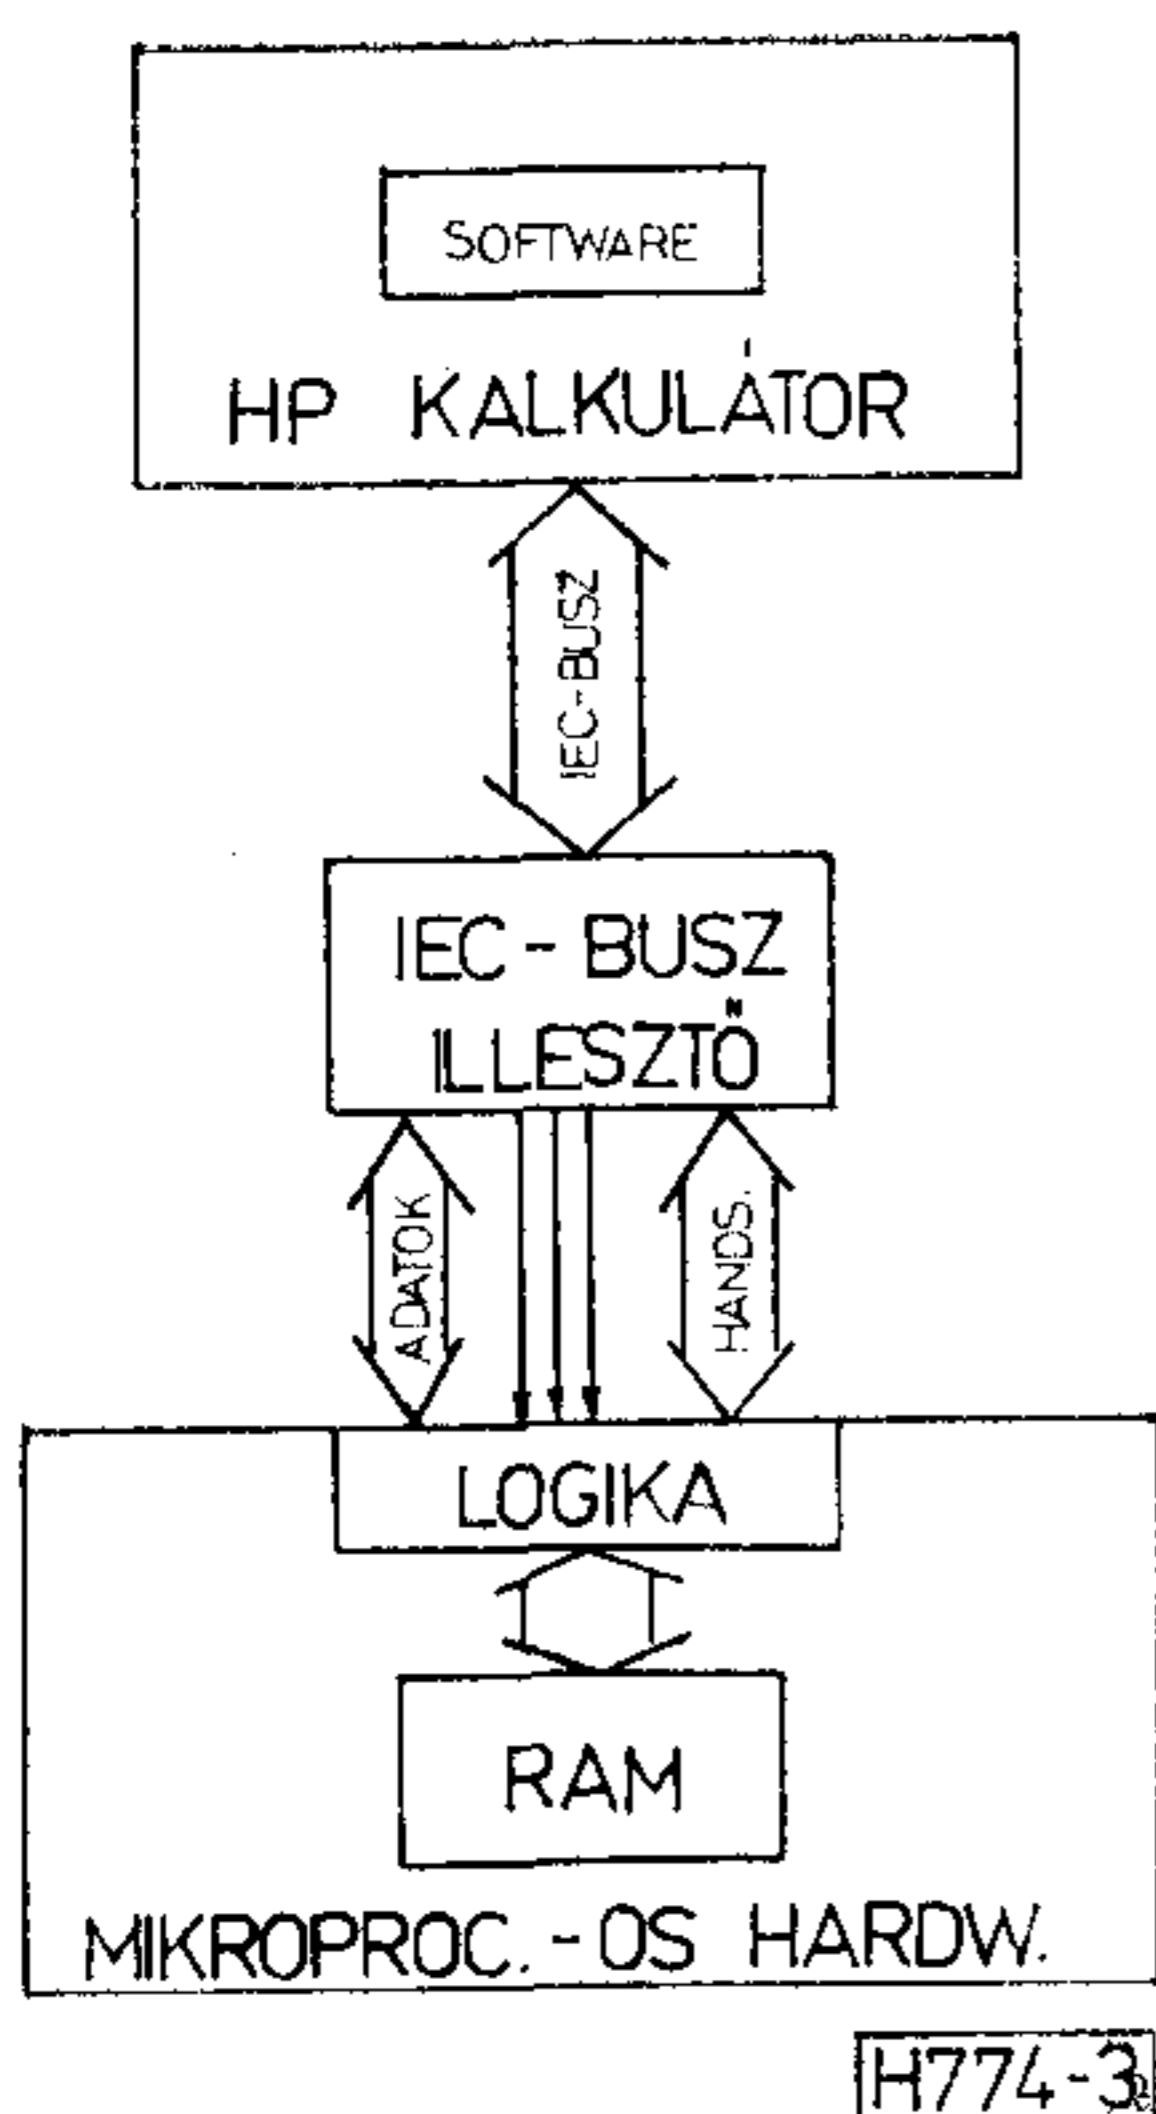 SOFTWARE
HP KALKULÁTOR
IEC-BUSZ
IEC-BUSZ
ILLESZTŐ
ADATOK
HANDS.
LOGIKA
RAM
MIKROPROC.-OS HARDW.
H774-3